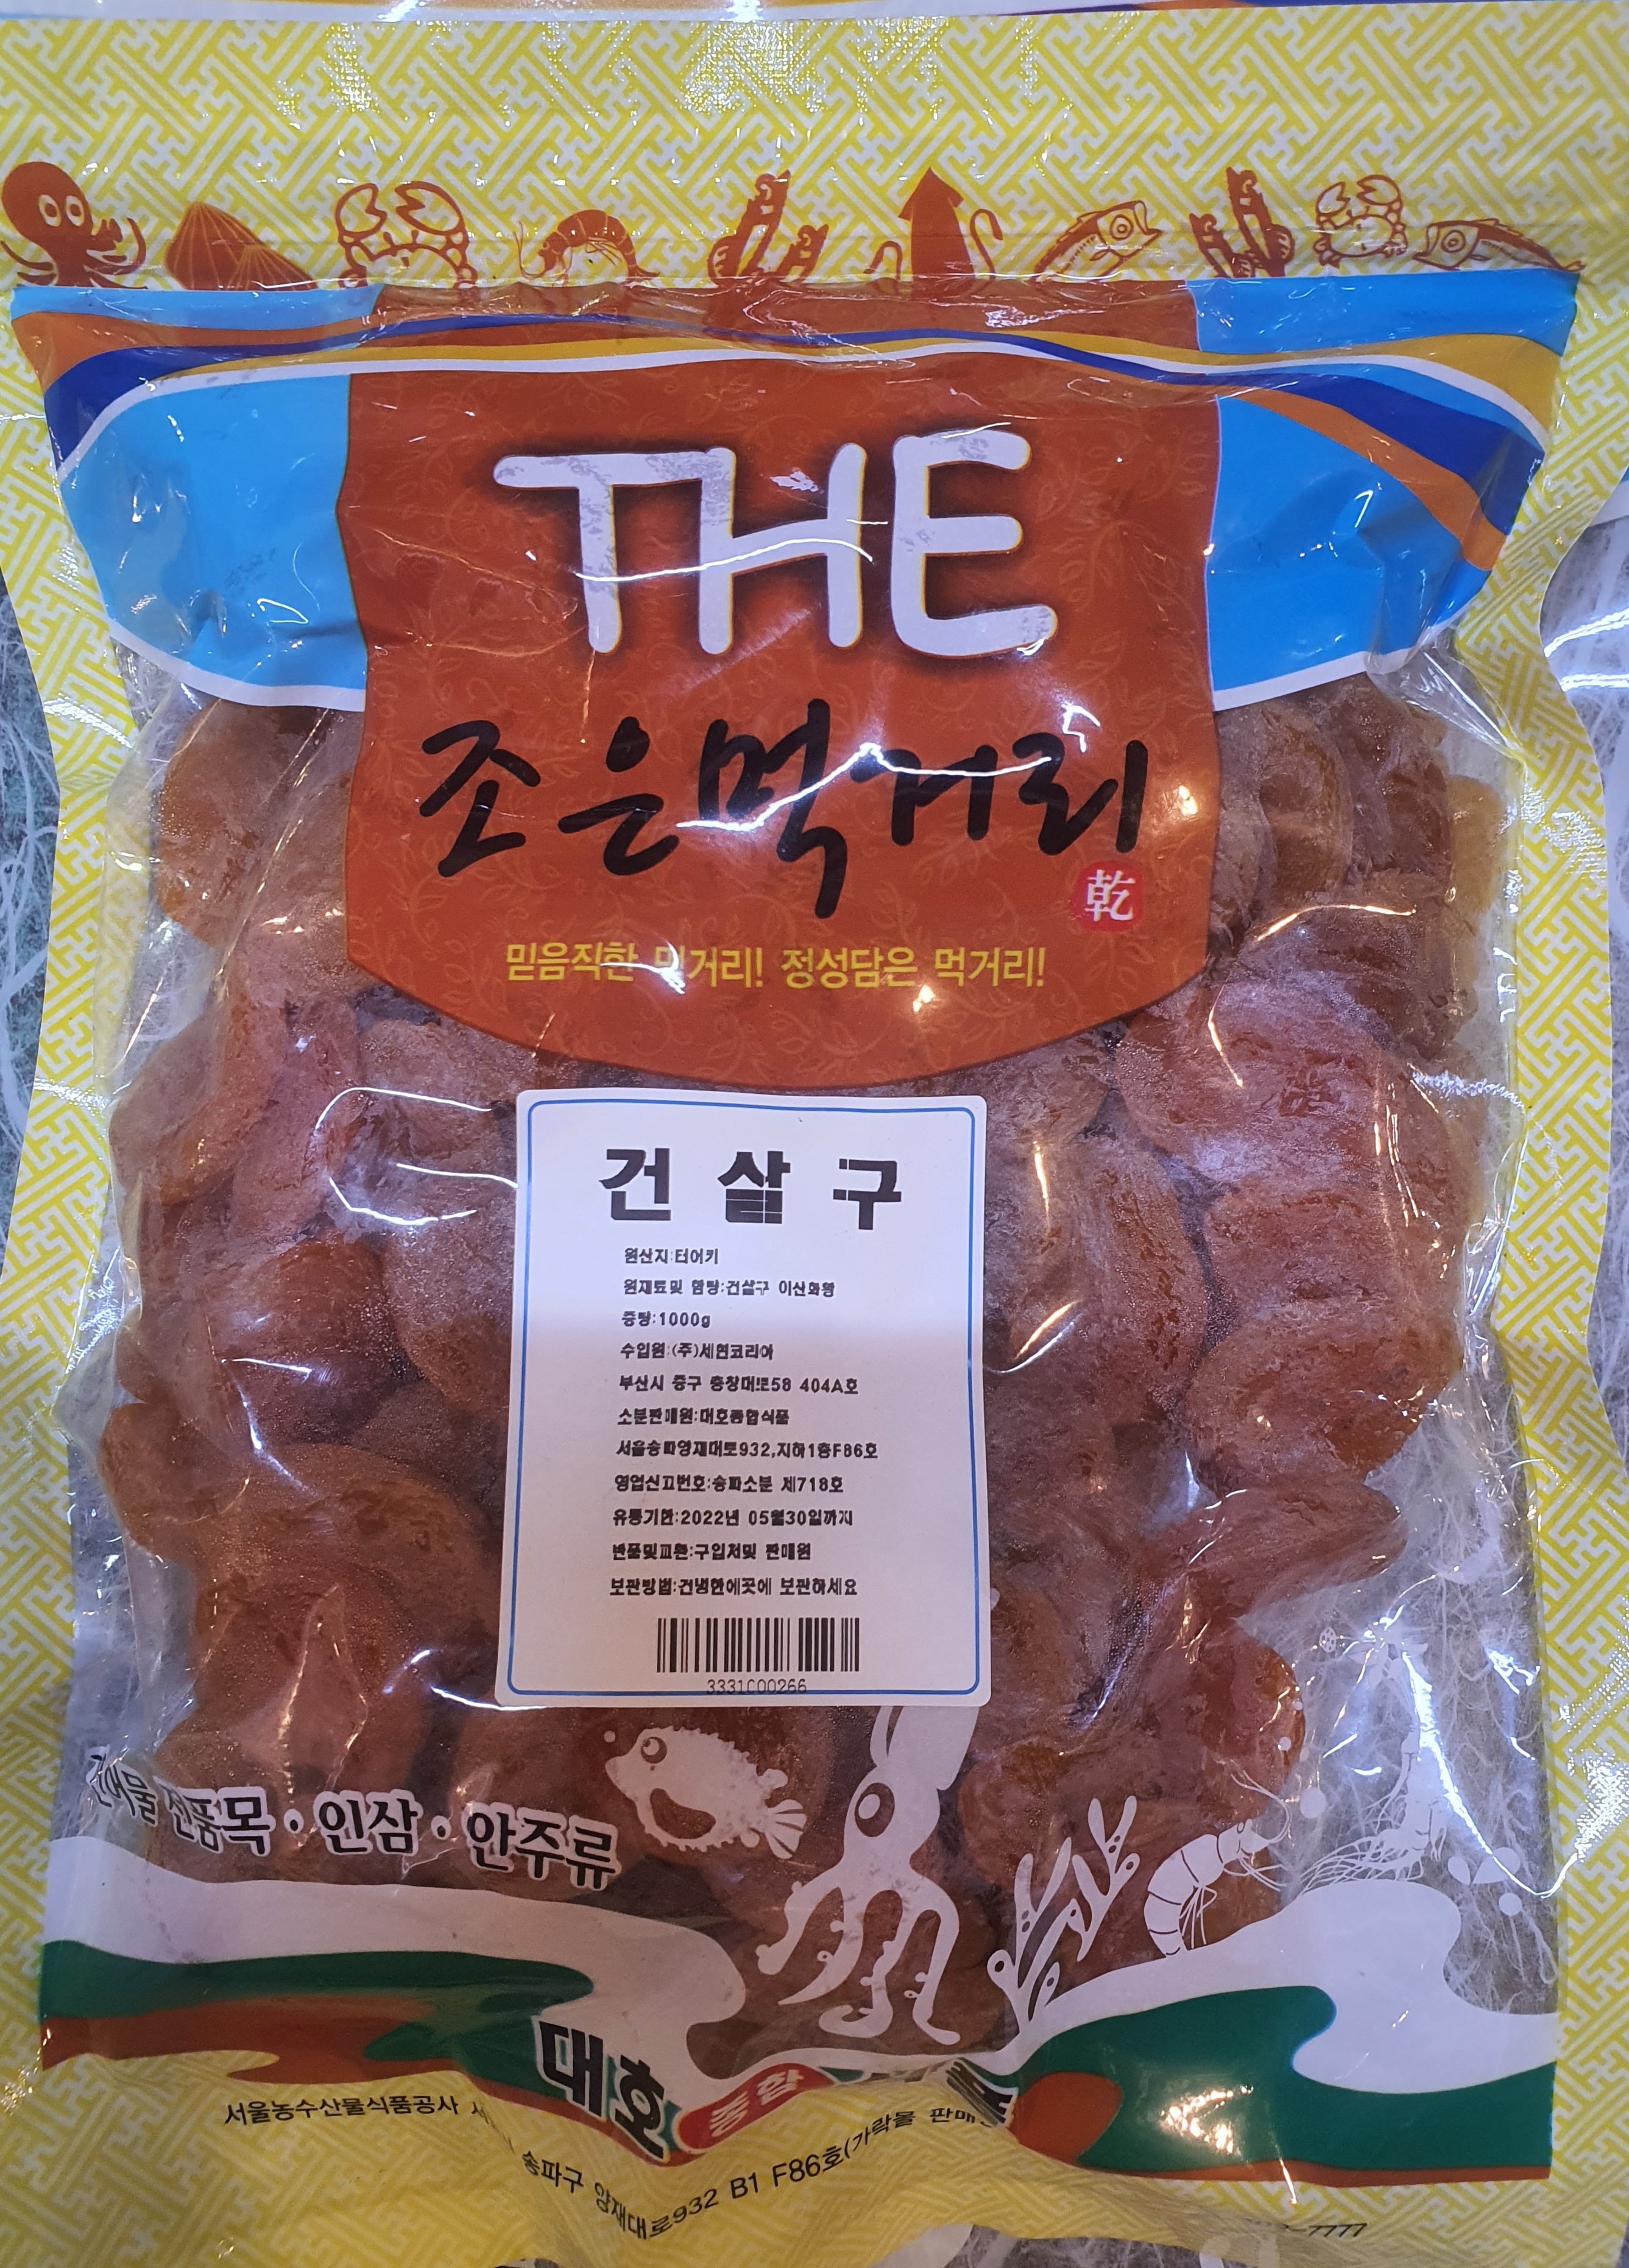 THE
조은먹거리
乾
믿음직한 먹거리! 정성담은 먹거리!
건살구
원산지:터어키
원재료및 함량:건살구 이산화황
중량:1000g
수입원:(주)세현코리아
부산시 중구 충장대로58 404A호
소분판매원:대호종합식품
서울송파양재대로932,지하1층F86호
영업신고번호:송파소분 제718호
유통기한:2022년 05월30일까지
반품및교환:구입처및 판매원
보관방법:건냉한에곳에 보관하세요
3331C00266
건어물 전품목 · 인삼 · 안주류
대호 종합
서울농수산물식품공사
송파구 양재대로932 B1 F86호(가락몰 판매
-7777